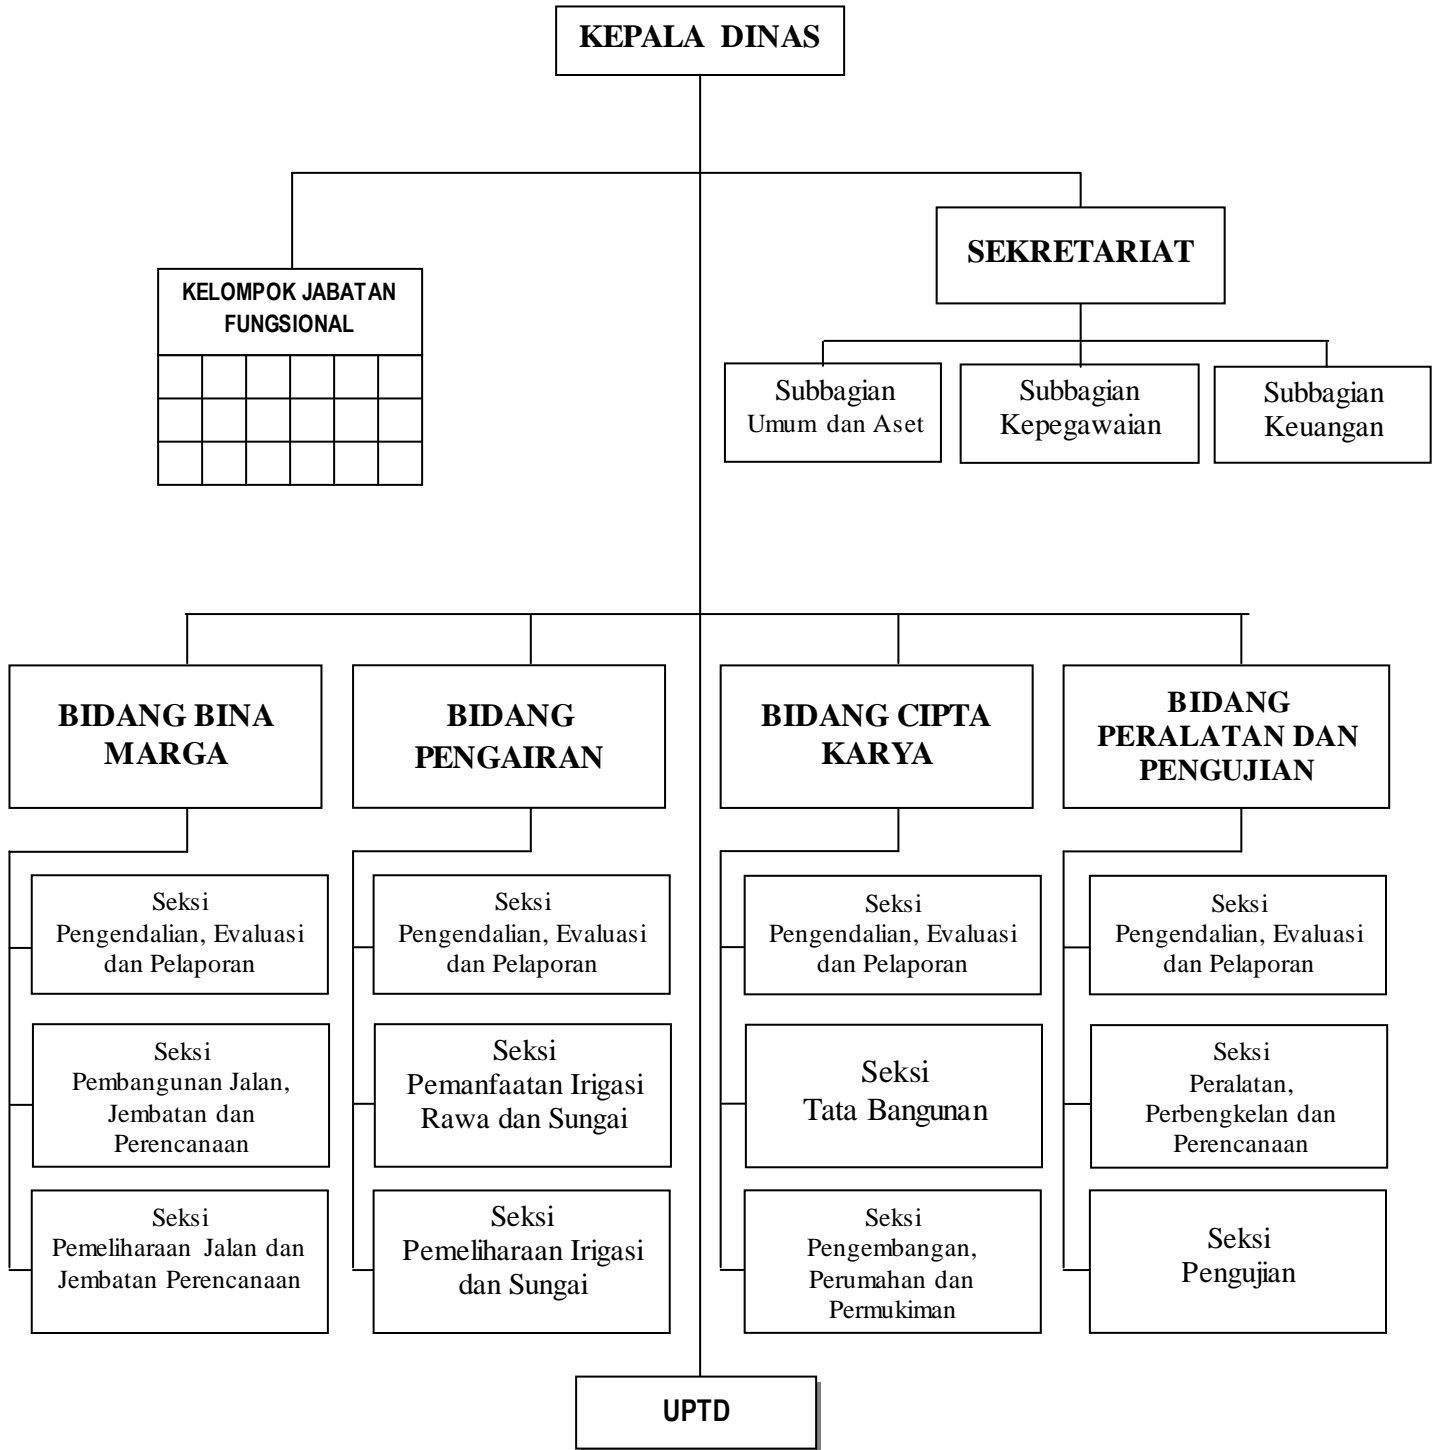 KEPALA DINAS
SEKRETARIAT
KELOMPOK JABATAN
FUNGSIONAL
Subbagian
Umum dan Aset
Subbagian
Kepegawaian
Subbagian
Keuangan
BIDANG BINA
MARGA
BIDANG
PENGAIRAN
BIDANG CIPTA
KARYA
BIDANG
PERALATAN DAN
PENGUJIAN
Seksi
Pengendalian, Evaluasi
dan Pelaporan
Seksi
Pengendalian, Evaluasi
dan Pelaporan
Seksi
Pengendalian, Evaluasi
dan Pelaporan
Seksi
Pengendalian, Evaluasi
dan Pelaporan
Seksi
Pembangunan Jalan,
Jembatan dan
Perencanaan
Seksi
Pemanfaatan Irigasi
Rawa dan Sungai
Seksi
Tata Bangunan
Seksi
Peralatan,
Perbengkelan dan
Perencanaan
Seksi
Pemeliharaan Jalan dan
Jembatan Perencanaan
Seksi
Pemeliharaan Irigasi
dan Sungai
Seksi
Pengembangan,
Perumahan dan
Permukiman
Seksi
Pengujian
UPTD